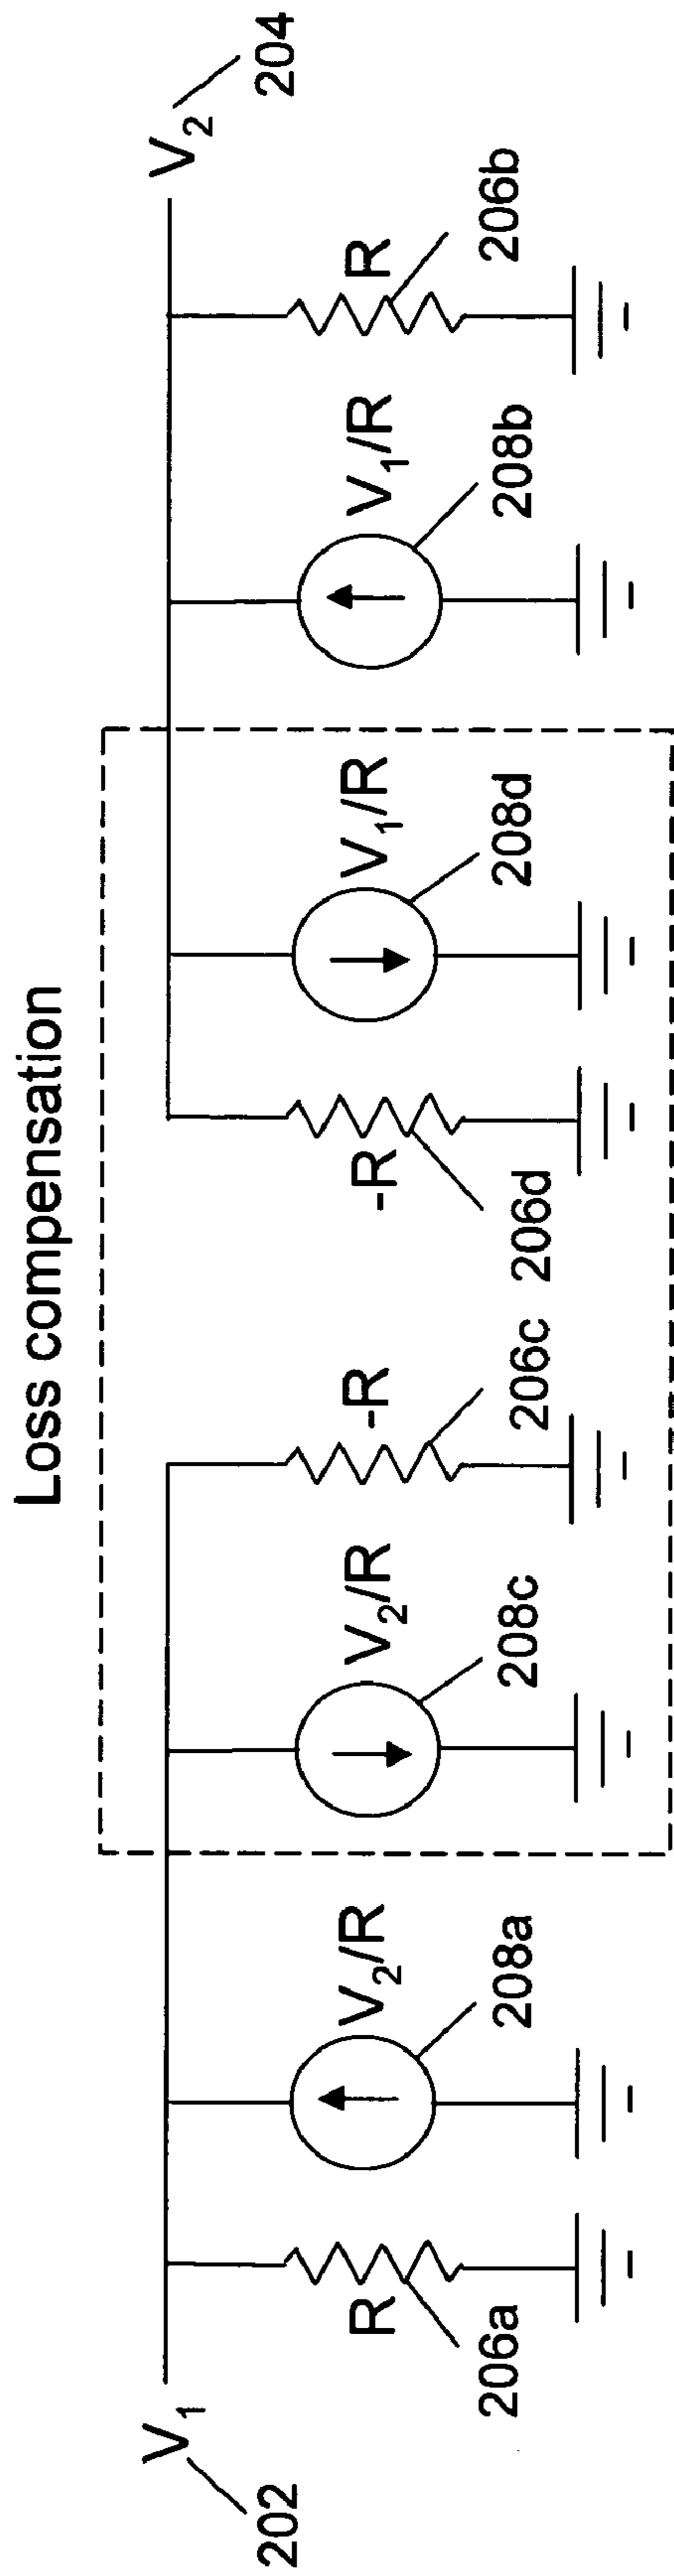 Loss compensation
V1
202
R
206a
V2/R
208a
V2/R
208c
-R
206c
-R
206d
V1/R
208d
V1/R
208b
R
206b
V2
204